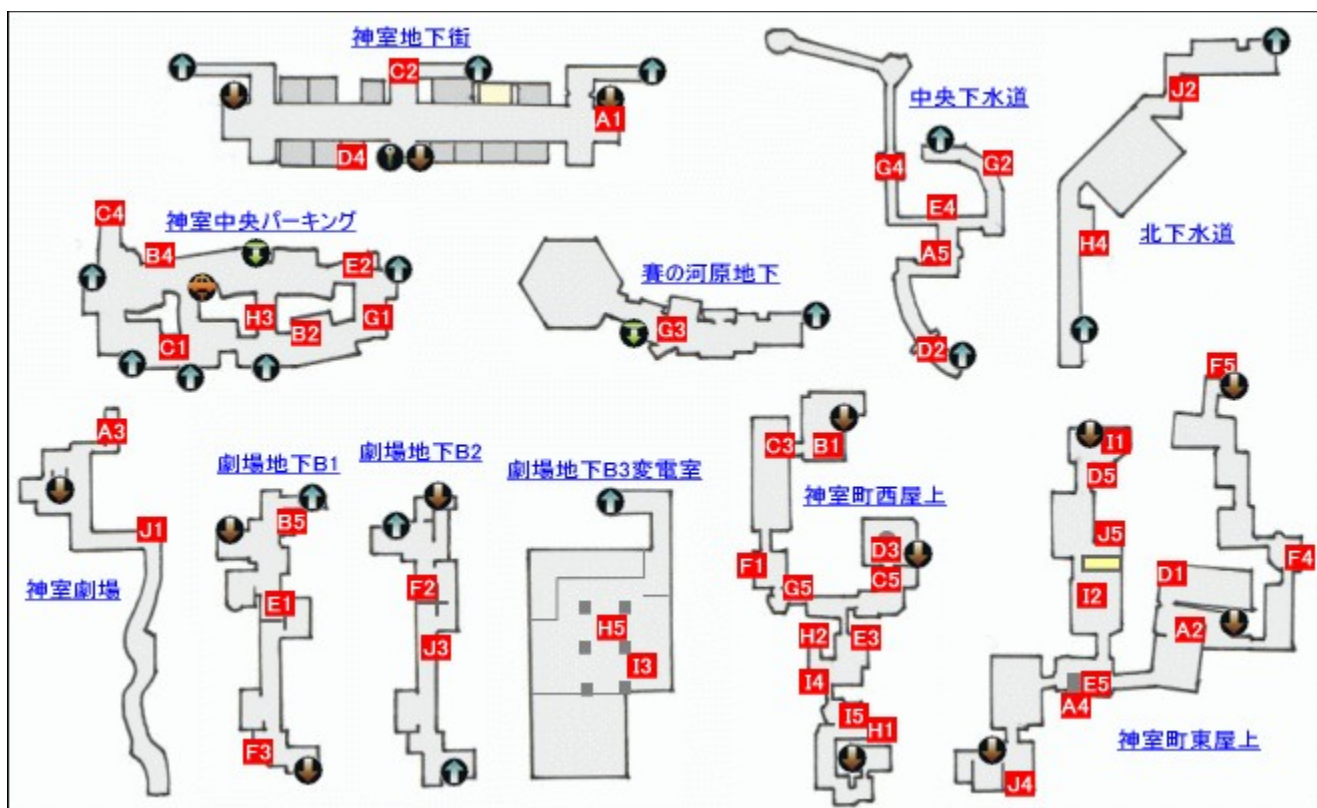 神室地下街
C2
A1
D4
中央下水道
G4
G2
E4
A5
D2
J2
北下水道
H4
C4
神室中央パーキング
B4
E2
H3
B2
G1
C1
賽の河原地下
G3
A3
J1
神室劇場
劇場地下B1
B5
E1
F3
劇場地下B2
F2
J3
劇場地下B3変電室
H5
I3
C3
B1
神室町西屋上
D3
F1
C5
G5
H2
E3
I4
I5
H1
F5
I1
D5
J5
F4
D1
I2
A2
E5
A4
神室町東屋上
J4